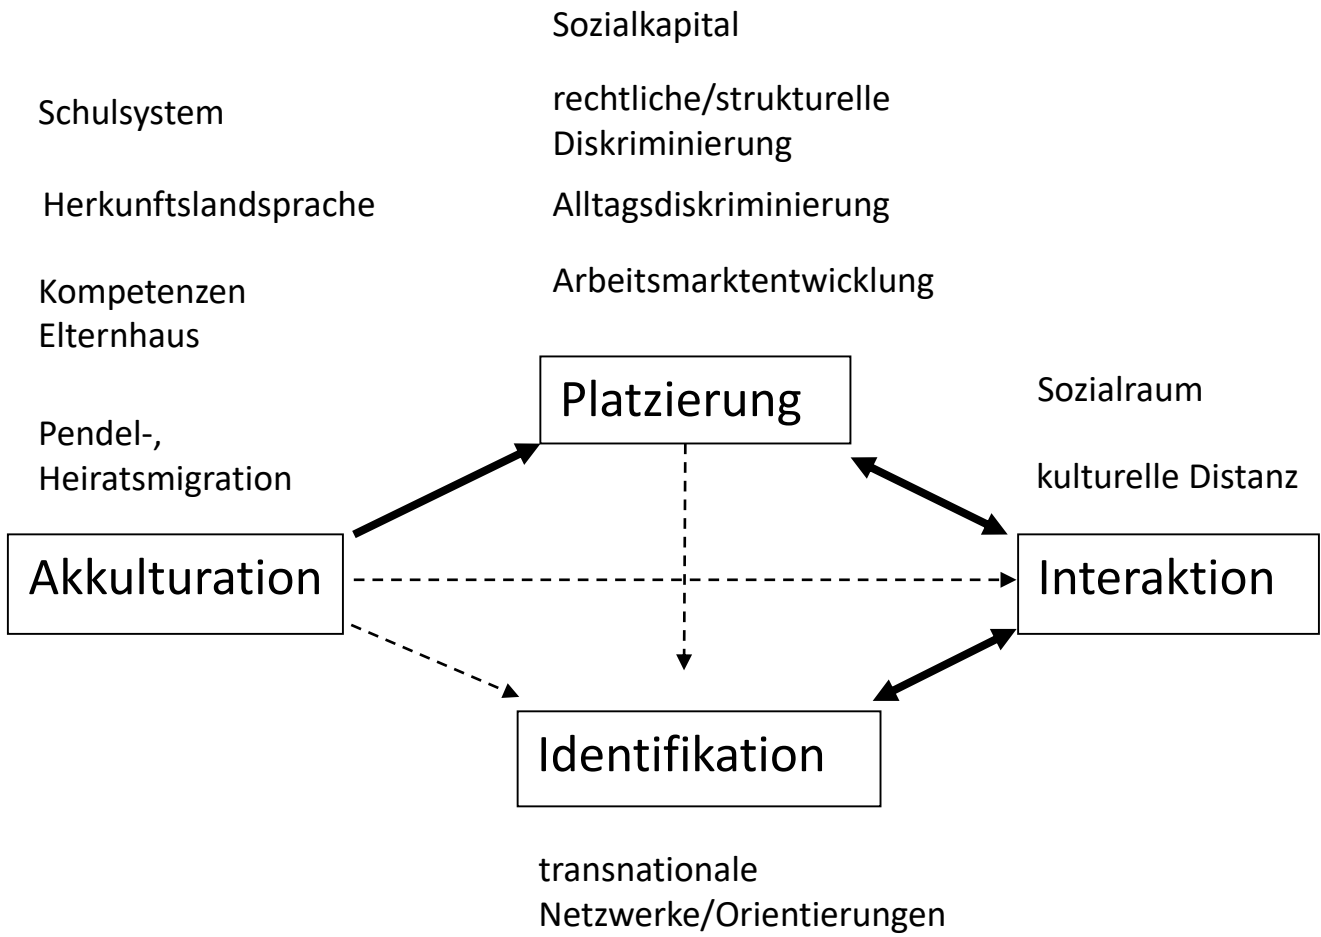 Sozialkapital
Schulsystem
rechtliche/strukturelle
Diskriminierung
Herkunftslandsprache
Alltagsdiskriminierung
Kompetenzen
Elternhaus
Arbeitsmarktentwicklung
Platzierung
Sozialraum
Pendel-,
Heiratsmigration
kulturelle Distanz
Akkulturation
Interaktion
Identifikation
transnationale
Netzwerke/Orientierungen